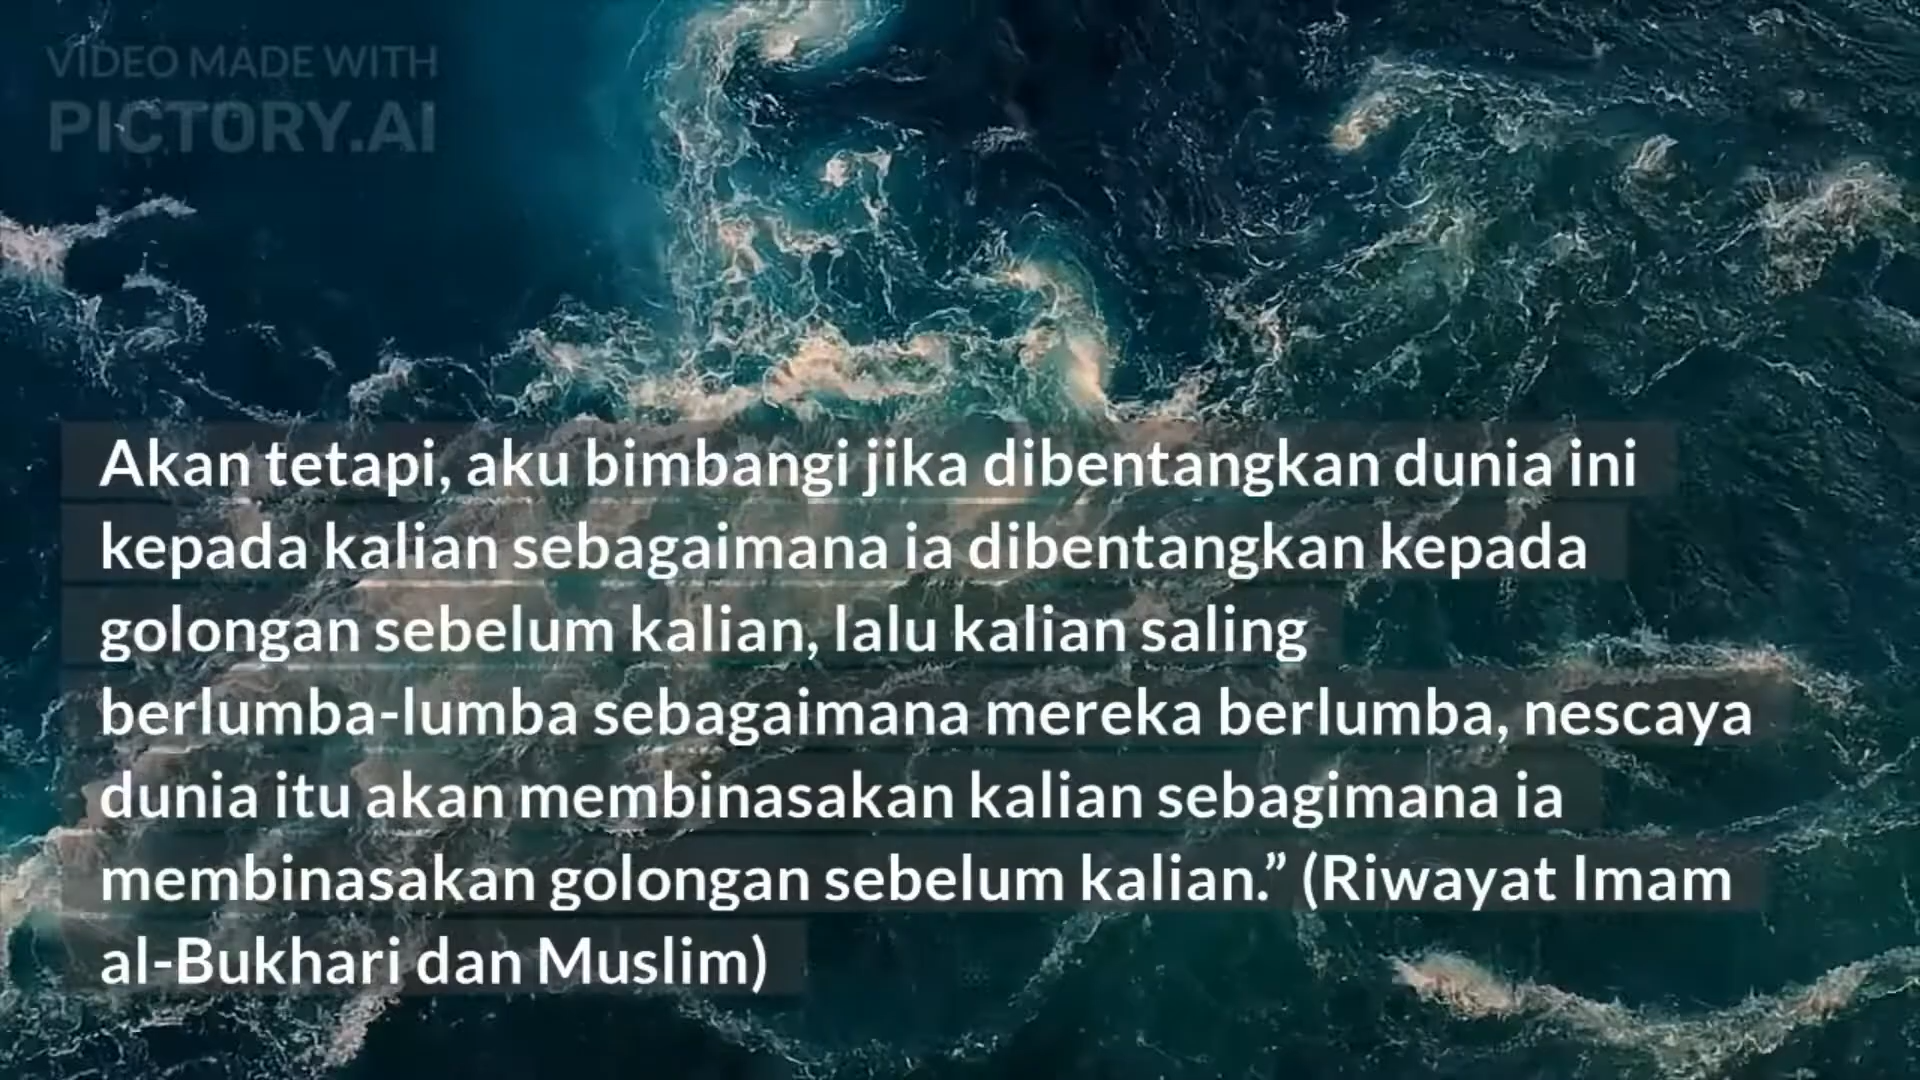 VIDEO MADE WITH
PICTORY.AI
Akan tetapi, aku bimbangi jika dibentangkan dunia ini
kepada kalian sebagaimana ia dibentangkan kepada
golongan sebelum kalian, lalu kalian saling
berlumba-lumba sebagaimana mereka berlumba, nescaya
dunia itu akan membinasakan kalian sebagimana ia
membinasakan golongan sebelum kalian.” (Riwayat Imam
al-Bukhari dan Muslim)